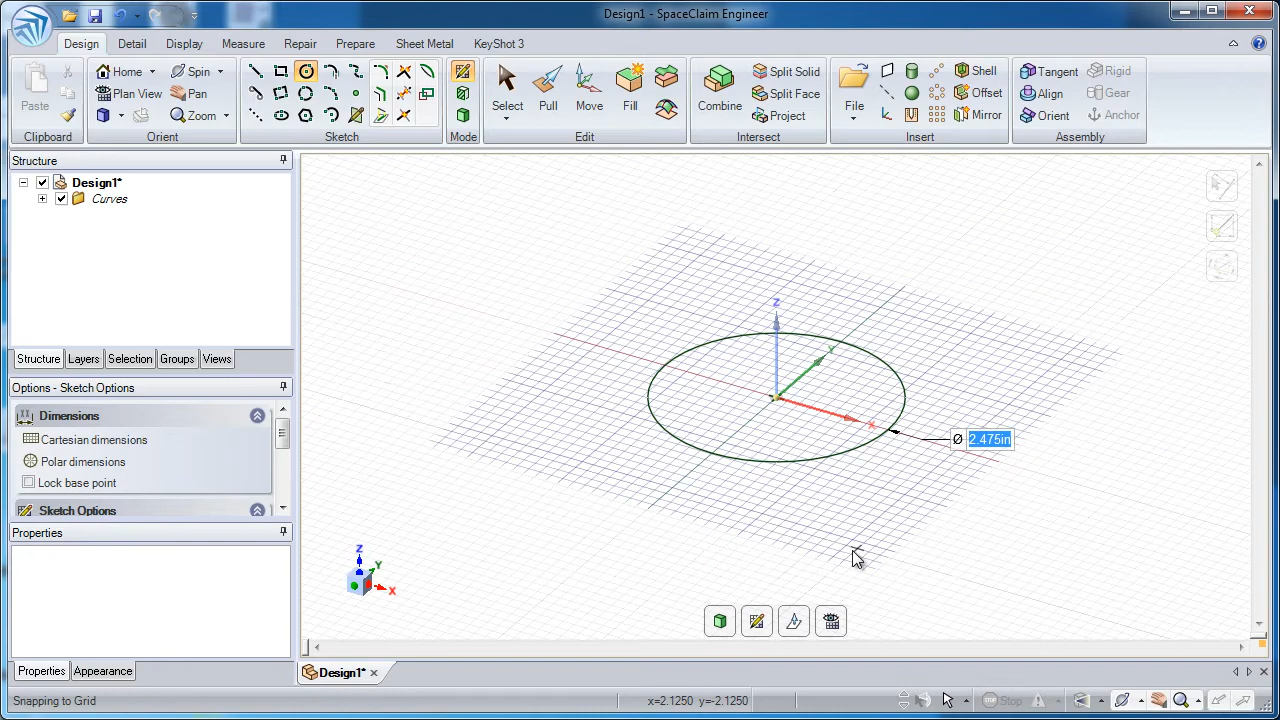 Design1 - SpaceClaim Engineer
Design Detail Display Measure Repair Prepare Sheet Metal KeyShot 3
Paste
Home Spin
Plan View Pan
Zoom
Select Pull Move Fill
Combine
Split Solid
Split Face
Project
File
Shell
Offset
Mirror
Tangent Rigid
Align Gear
Orient Anchor
Clipboard Orient Sketch Mode Edit Intersect Insert Assembly
Structure
Design1*
Curves
Structure Layers Selection Groups Views
Options - Sketch Options
Dimensions
Cartesian dimensions
Polar dimensions
Lock base point
Sketch Options
Properties
Properties Appearance
Z
Y
X
Ø 2.475in
Z
Y
X
Design1*
Snapping to Grid
x=2.1250 y=-2.1250
Stop